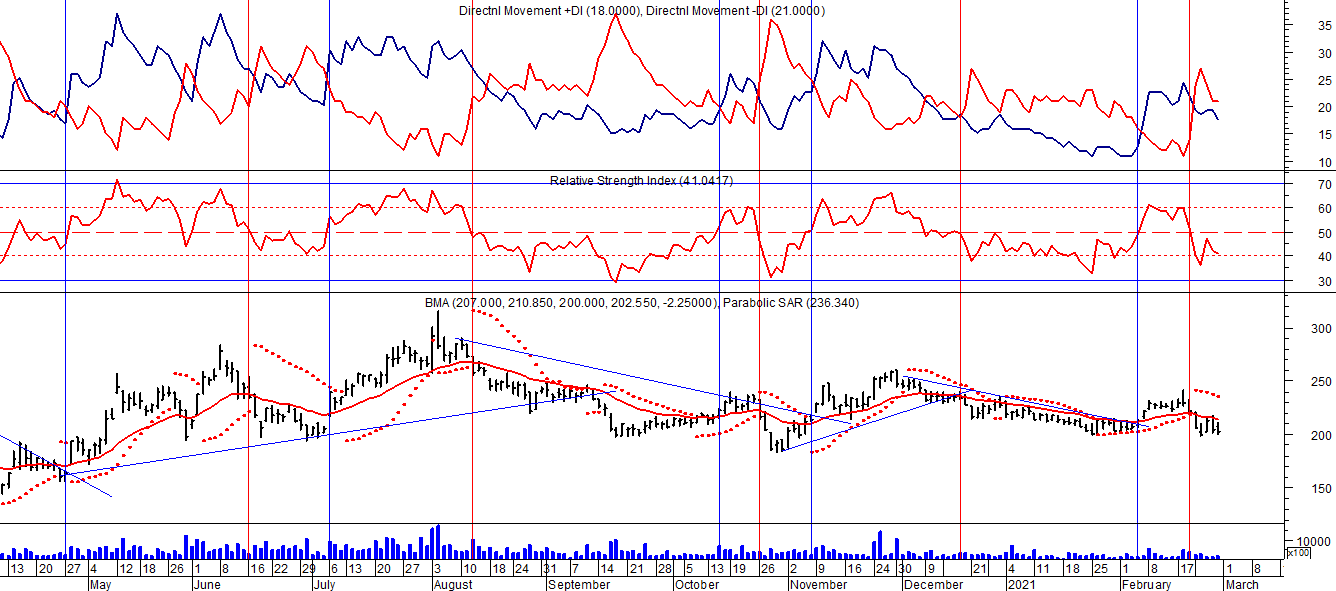 Directnl Movement +DI (18.0000), Directnl Movement -DI (21.0000)
35
30
25
20
15
10
Relative Strength Index (41.0417)
70
60
50
40
30
BMA (207.000, 210.850, 200.000, 202.550, -2.25000), Parabolic SAR (236.340)
300
250
200
150
10000
x100
13 20 27 4 12 18 26 1 8 16 22 29 6 13 20 27 3 10 18 24 31 7 14 21 28 5 13 19 26 2 9 16 24 30 9 21 4 11 18 25 1 8 17 1 8
May June July August September October November December 2021 February March